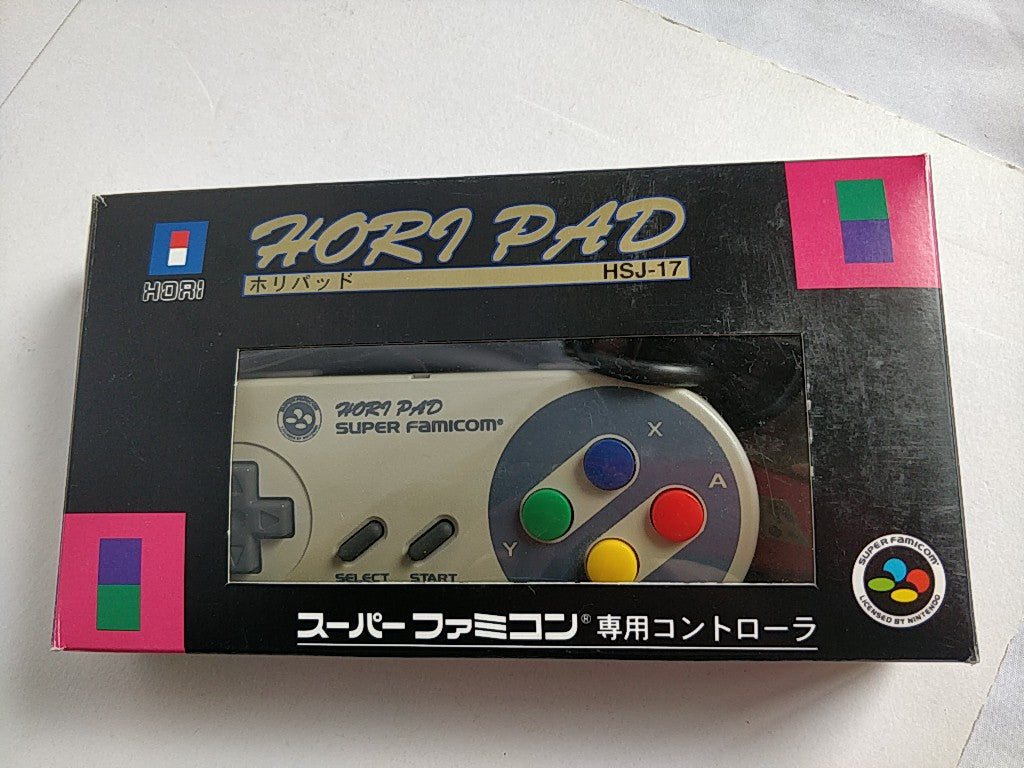 HORI
HORI PAD
ホリパッド HSJ-17
HORI PAD
SUPER FAMICOM®
X
A
Y
SELECT START
スーパーファミコン®専用コントローラ
SUPER FAMICOM
LICENSED BY NINTENDO